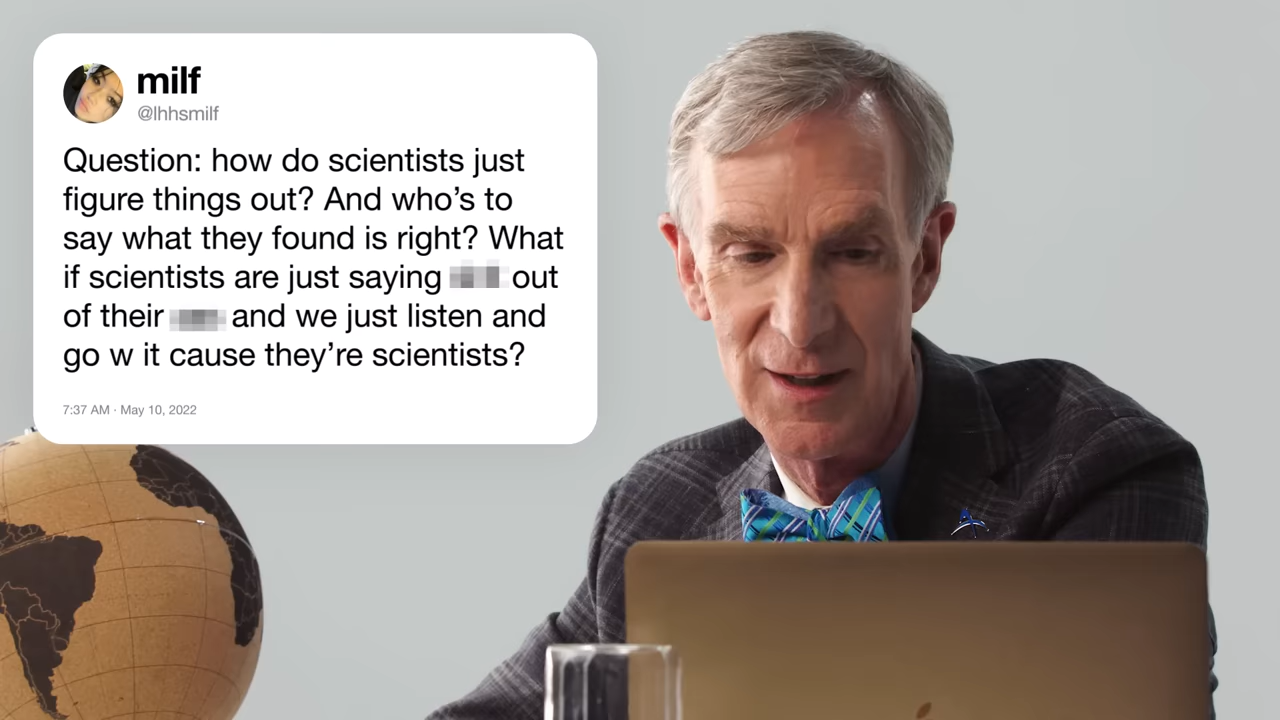 milf
@lhhsmilf
Question: how do scientists just
figure things out? And who’s to
say what they found is right? What
if scientists are just saying out
of their and we just listen and
go w it cause they’re scientists?
7:37 AM · May 10, 2022